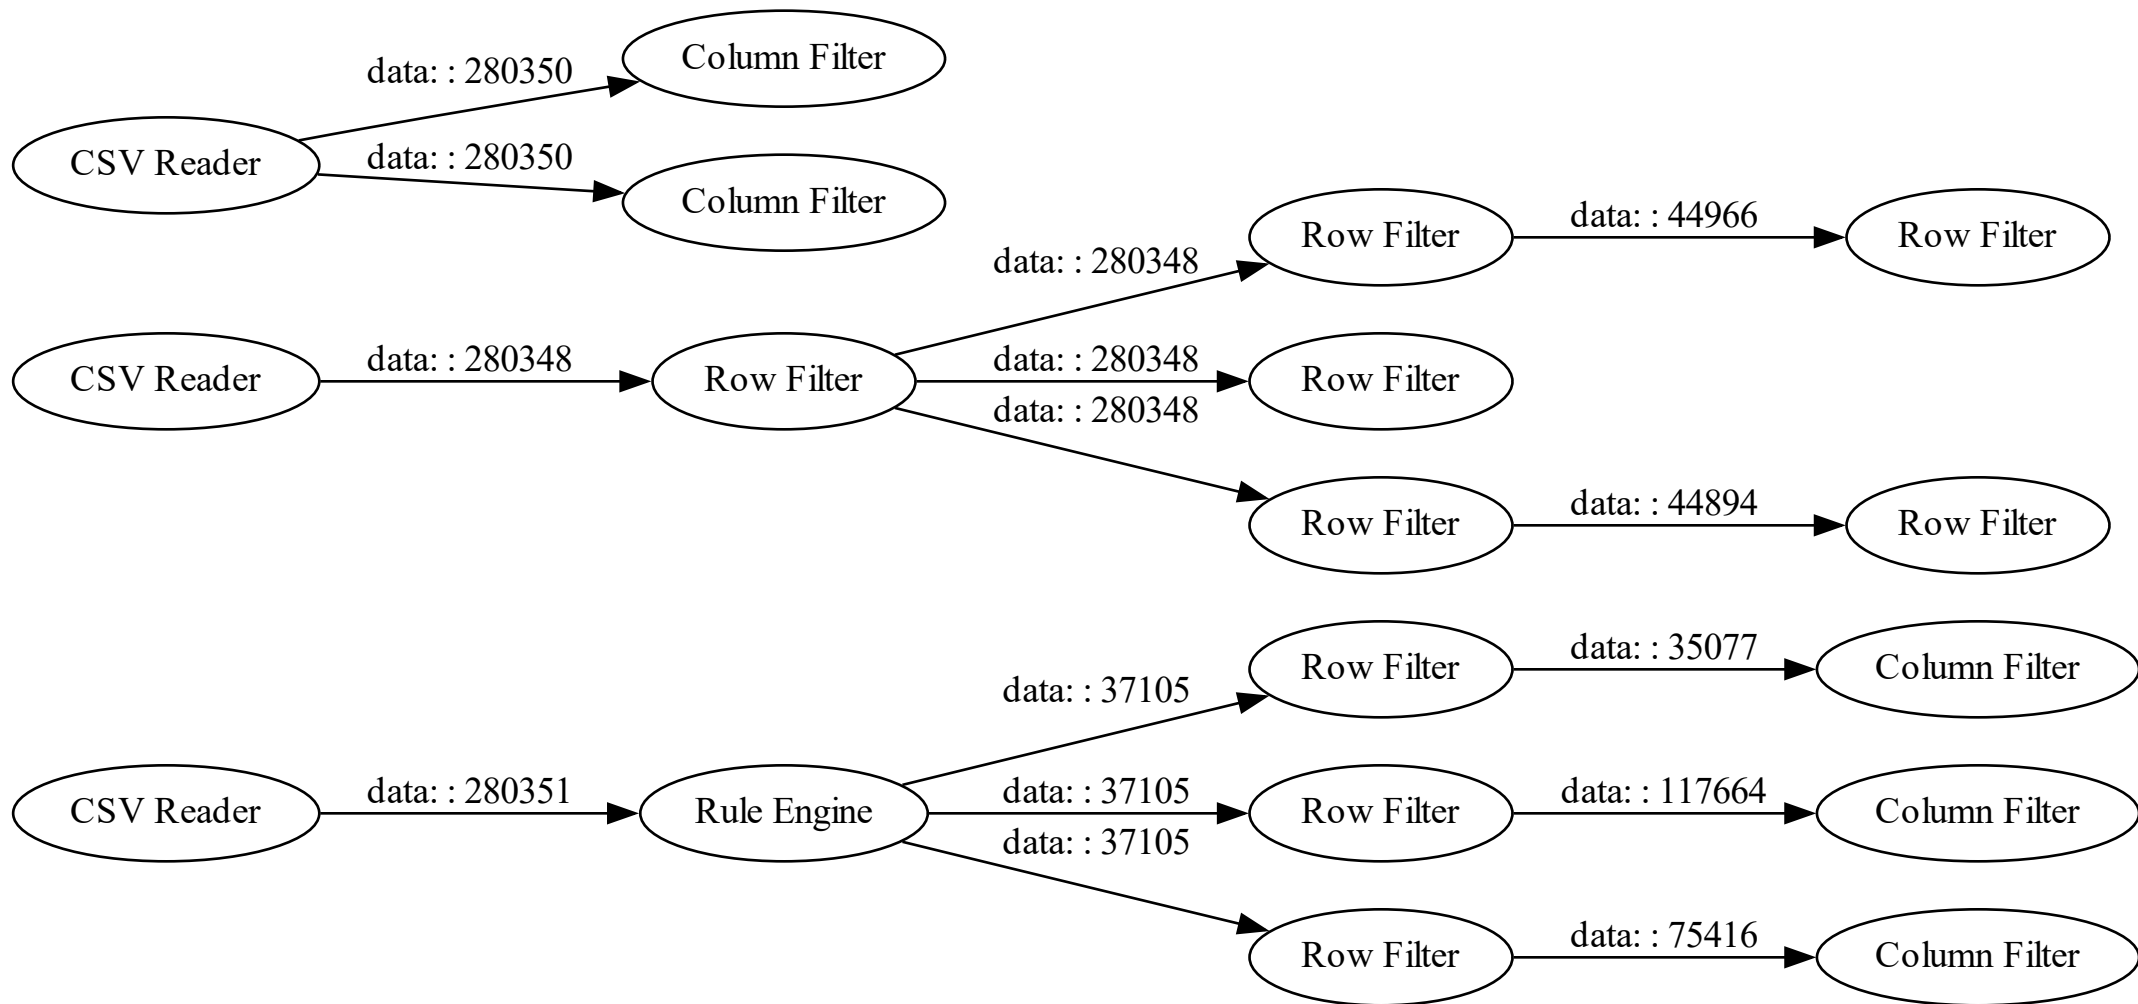 CSV Reader
data: : 280350
Column Filter
data: : 280350
Column Filter
CSV Reader
data: : 280348
Row Filter
data: : 280348
Row Filter
data: : 44966
Row Filter
data: : 280348
Row Filter
data: : 280348
Row Filter
data: : 44894
Row Filter
CSV Reader
data: : 280351
Rule Engine
data: : 37105
Row Filter
data: : 35077
Column Filter
data: : 37105
Row Filter
data: : 117664
Column Filter
data: : 37105
Row Filter
data: : 75416
Column Filter